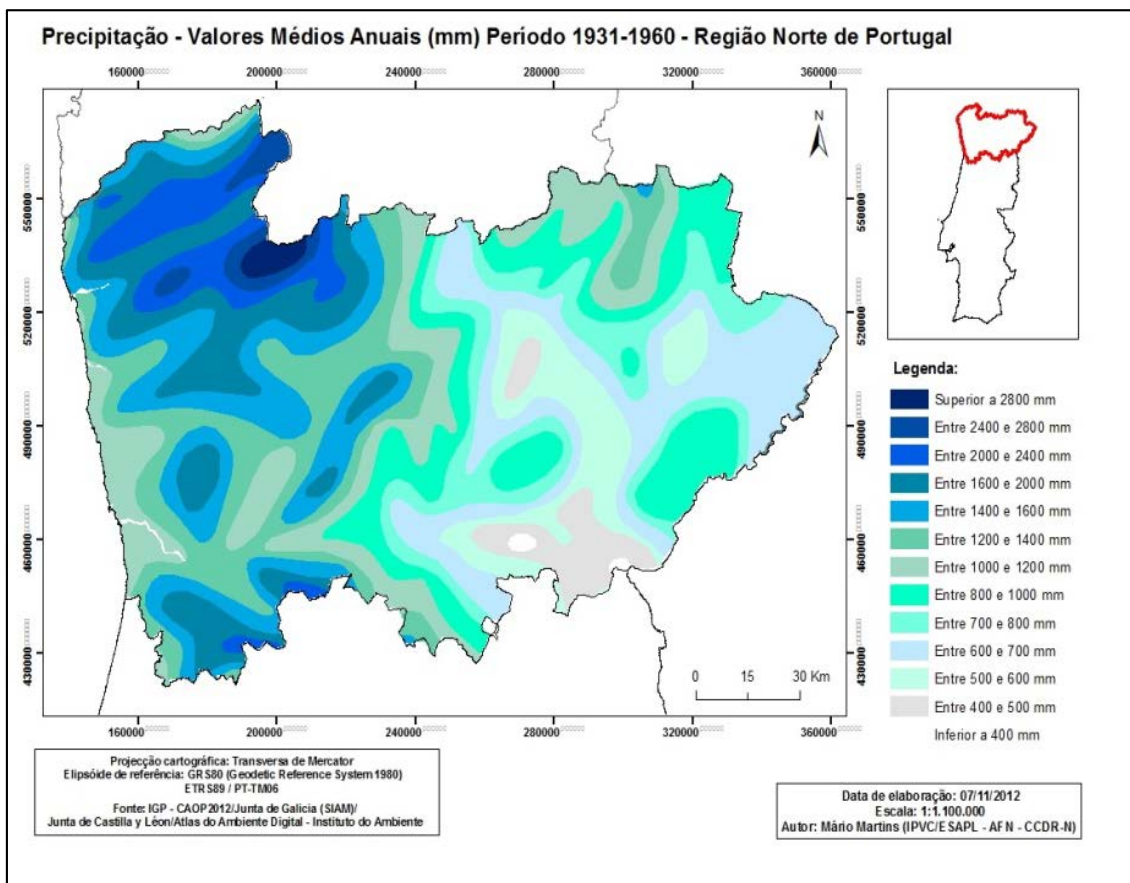 Precipitação - Valores Médios Anuais (mm) Período 1931-1960 - Região Norte de Portugal
160000 200000 240000 280000 320000 360000
N
550000 550000
520000 520000
490000 490000
460000 460000
430000 430000
0 15 30 Km
160000 200000 240000 280000 320000 360000
Legenda:
Superior a 2800 mm
Entre 2400 e 2800 mm
Entre 2000 e 2400 mm
Entre 1600 e 2000 mm
Entre 1400 e 1600 mm
Entre 1200 e 1400 mm
Entre 1000 e 1200 mm
Entre 800 e 1000 mm
Entre 700 e 800 mm
Entre 600 e 700 mm
Entre 500 e 600 mm
Entre 400 e 500 mm
Inferior a 400 mm
Projecção cartográfica: Transversa de Mercator
Elipsóide de referência: GRS80 (Geodetic Reference System 1980)
ETRS89 / PT-TM06
Fonte: IGP - CAOP2012/Junta de Galicia (SIAM)/
Junta de Castilla y Léon/Atlas do Ambiente Digital - Instituto do Ambiente
Data de elaboração: 07/11/2012
Escala: 1:1.100.000
Autor: Mário Martins (IPVC/ESAPL - AFN - CCDR-N)